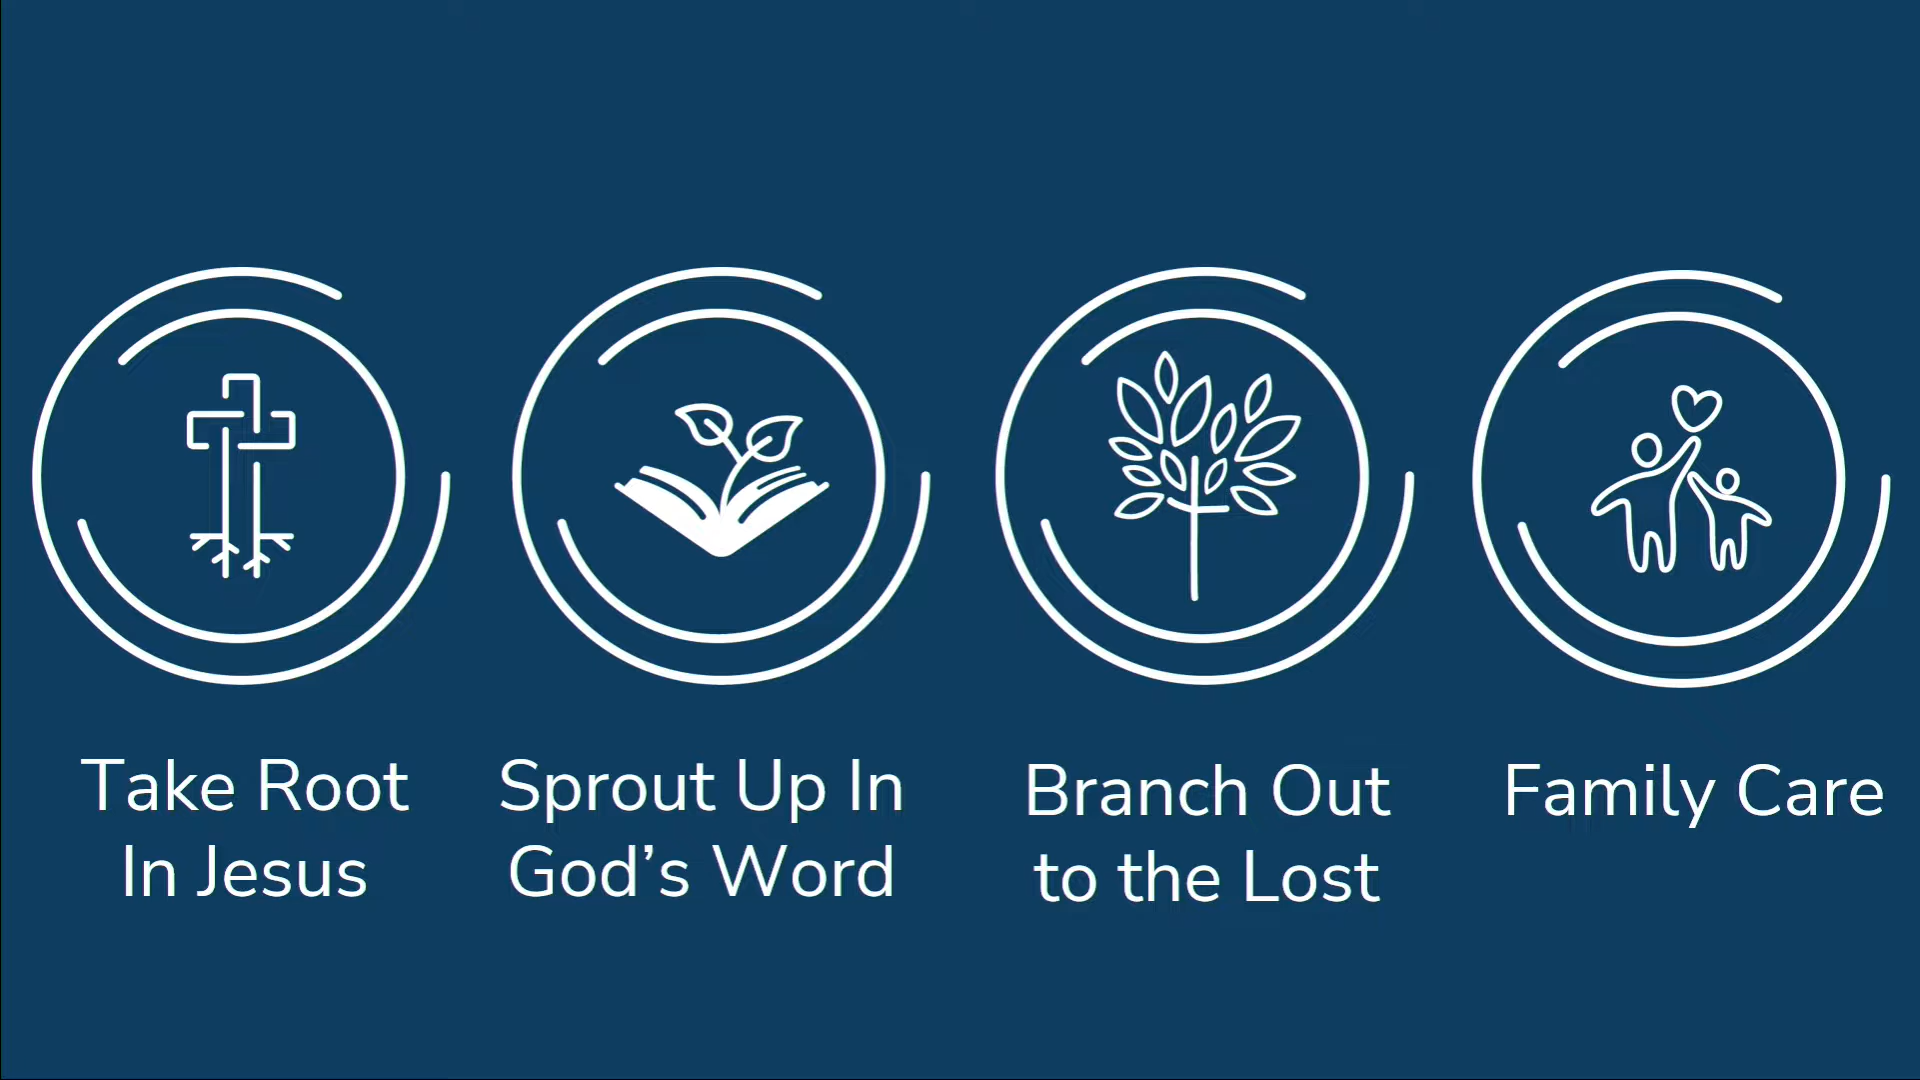 Take Root
In Jesus
Sprout Up In
God’s Word
Branch Out
to the Lost
Family Care